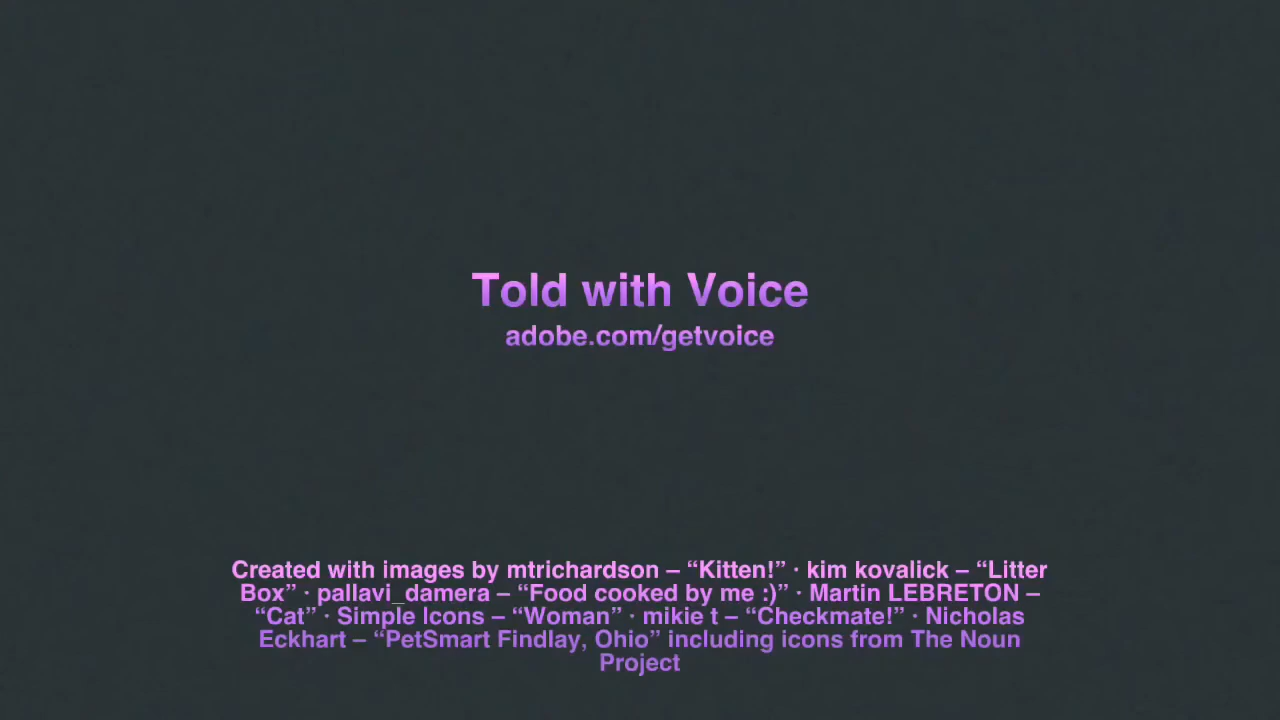 Told with Voice
adobe.com/getvoice
Created with images by mtrichardson – “Kitten!” · kim kovalick – “Litter
Box” · pallavi_damera – “Food cooked by me :)” · Martin LEBRETON –
“Cat” · Simple Icons – “Woman” · mikie t – “Checkmate!” · Nicholas
Eckhart – “PetSmart Findlay, Ohio” including icons from The Noun
Project